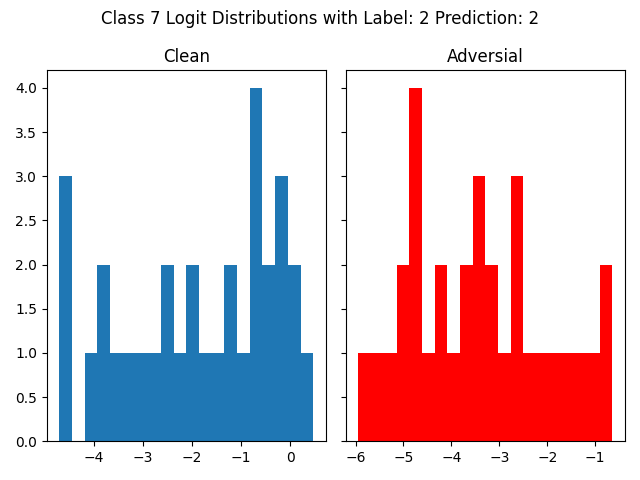 Class 7 Logit Distributions with Label: 2 Prediction: 2
Clean
Adversial
4.0
3.5
3.0
2.5
2.0
1.5
1.0
0.5
0.0
−4 −3 −2 −1 0
−6 −5 −4 −3 −2 −1